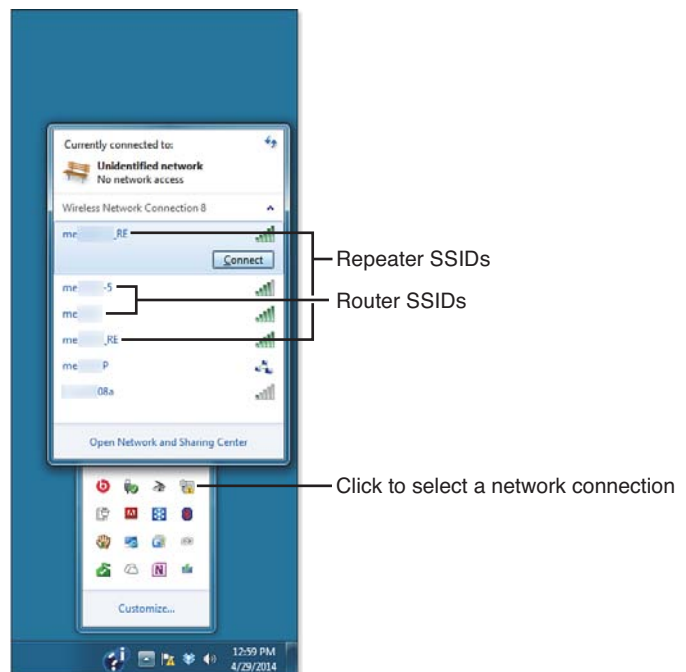 Currently connected to:
Unidentified network
No network access
Wireless Network Connection 8
me _RE
Connect
Repeater SSIDs
me -5
Router SSIDs
me
me _RE
me P
08a
Open Network and Sharing Center
Click to select a network connection
Customize...
12:59 PM
4/29/2014